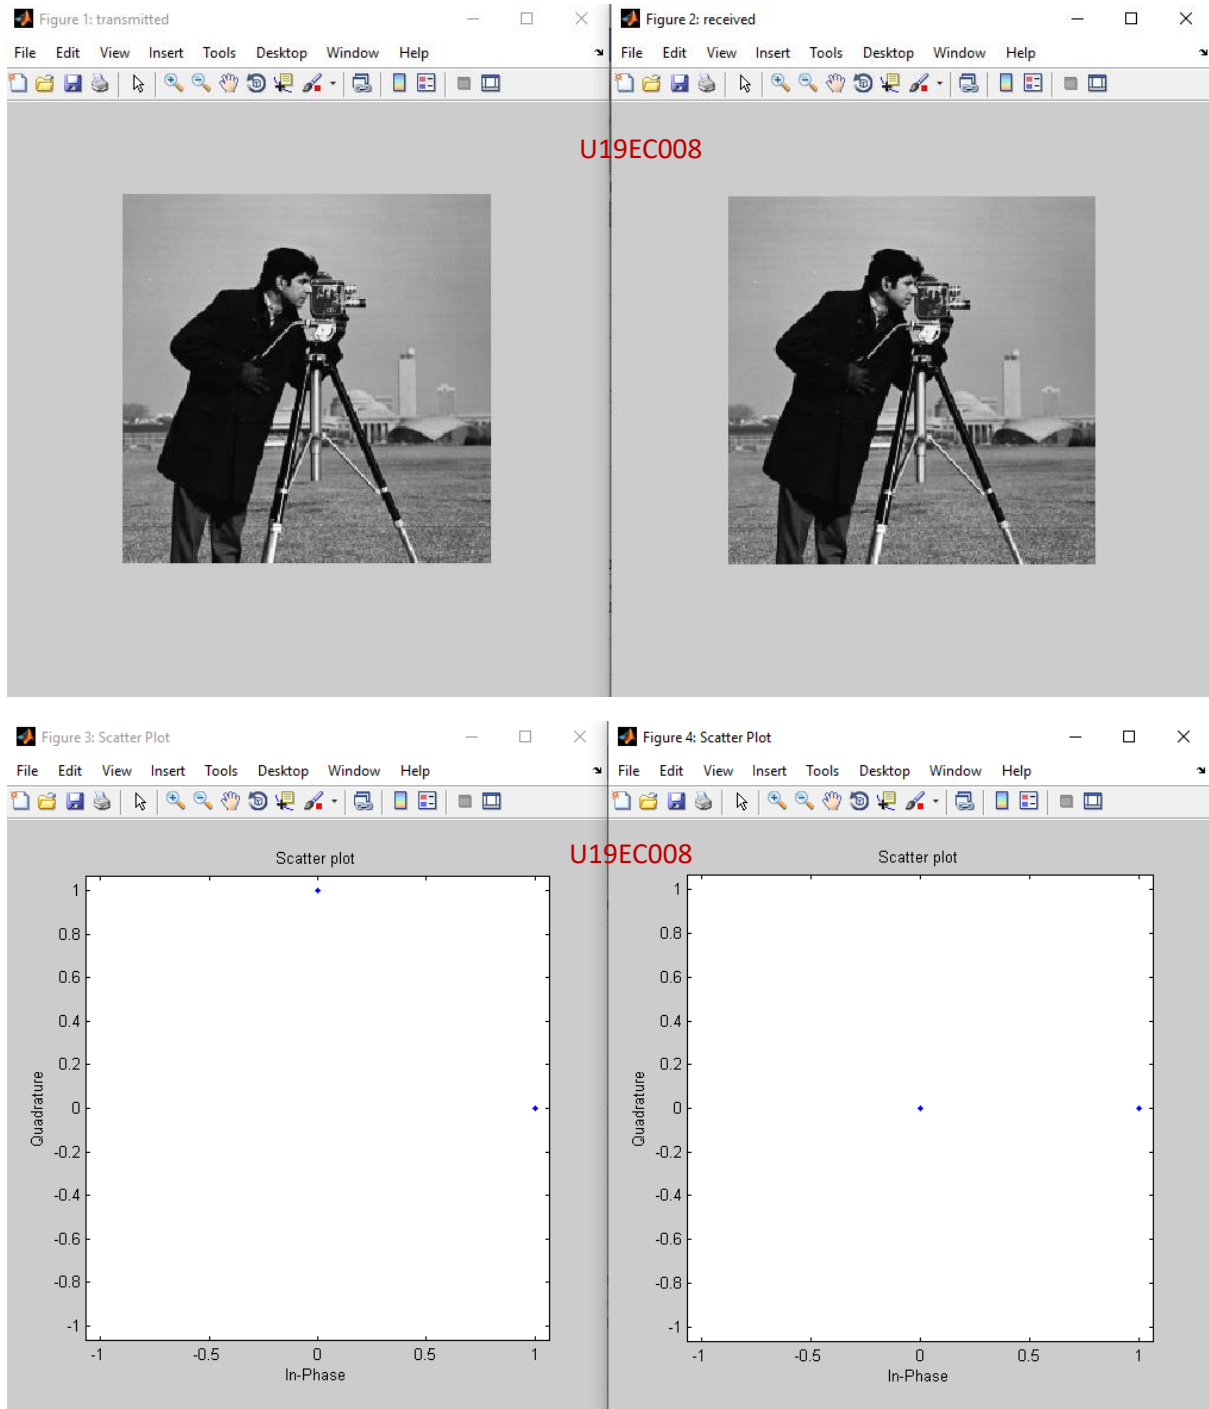 Figure 1: transmitted
File Edit View Insert Tools Desktop Window Help
Figure 2: received
File Edit View Insert Tools Desktop Window Help
U19EC008
Figure 3: Scatter Plot
File Edit View Insert Tools Desktop Window Help
Figure 4: Scatter Plot
File Edit View Insert Tools Desktop Window Help
U19EC008
Scatter plot
1
0.8
0.6
0.4
0.2
0
-0.2
-0.4
-0.6
-0.8
-1
Quadrature
-1 -0.5 0 0.5 1
In-Phase
Scatter plot
1
0.8
0.6
0.4
0.2
0
-0.2
-0.4
-0.6
-0.8
-1
Quadrature
-1 -0.5 0 0.5 1
In-Phase